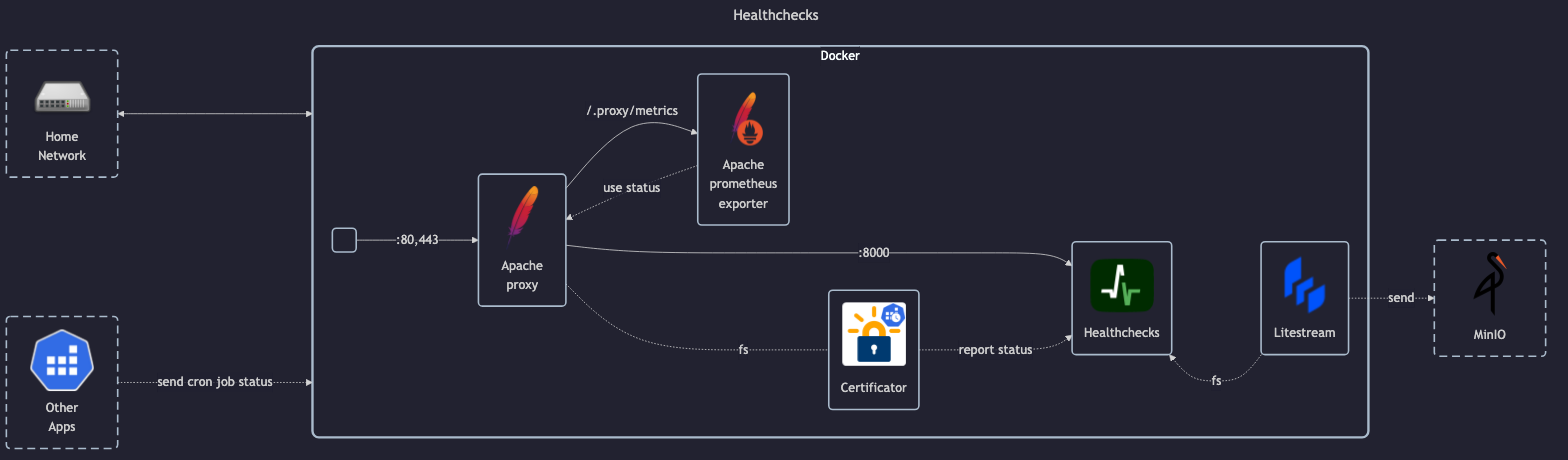 Healthchecks
Docker
Home
Network
/.proxy/metrics
Apache
prometheus
exporter
use status
:80,443
Apache
proxy
:8000
Healthchecks
Litestream
send
MinIO
fs
Certificator
report status
fs
send cron job status
Other
Apps